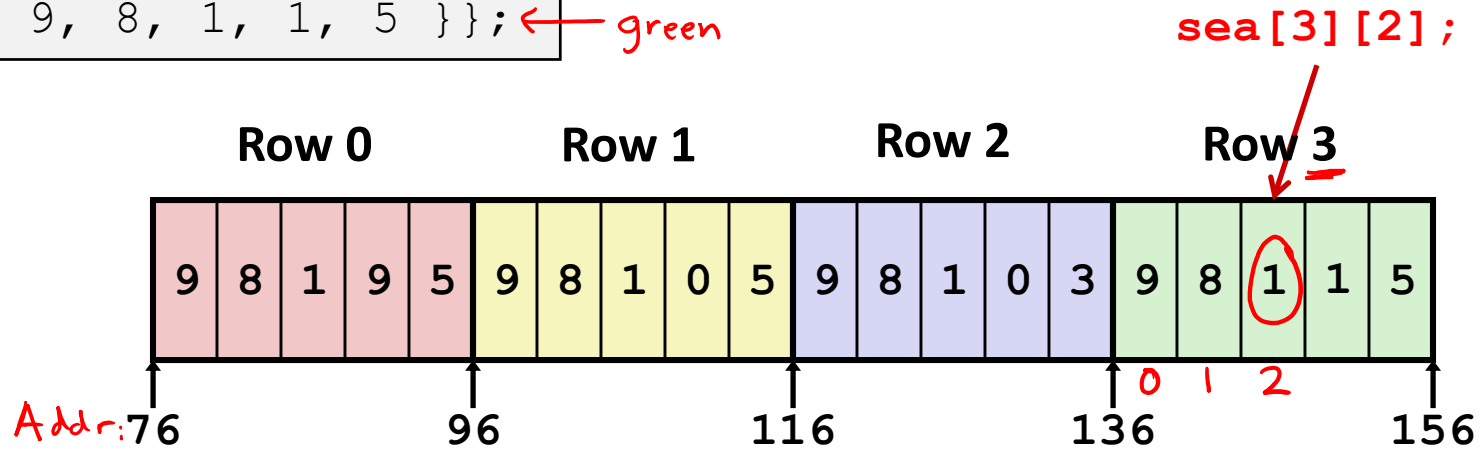 9, 8, 1, 1, 5 }}; green
sea[3][2];
Row 0 Row 1 Row 2 Row 3
9 8 1 9 5 9 8 1 0 5 9 8 1 0 3 9 8 1 1 5
0 1 2
Addr: 76 96 116 136 156